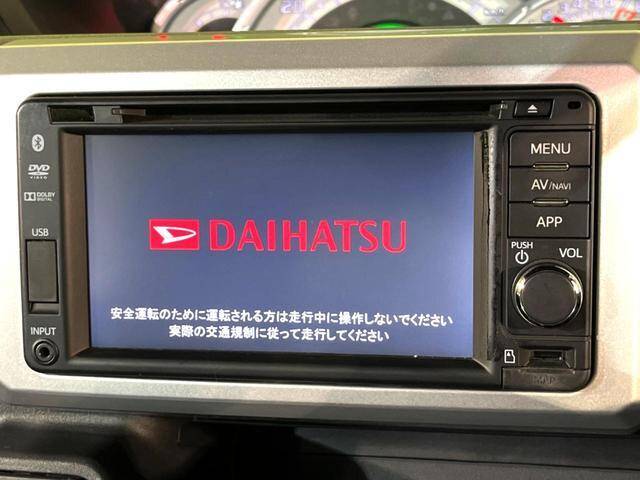 MENU
DVD
VIDEO
AV/NAVI
DOLBY
DIGITAL
APP
USB
DAIHATSU
PUSH
VOL
安全運転のために運転される方は走行中に操作しないでください
実際の交通規制に従って走行してください
INPUT
MAP